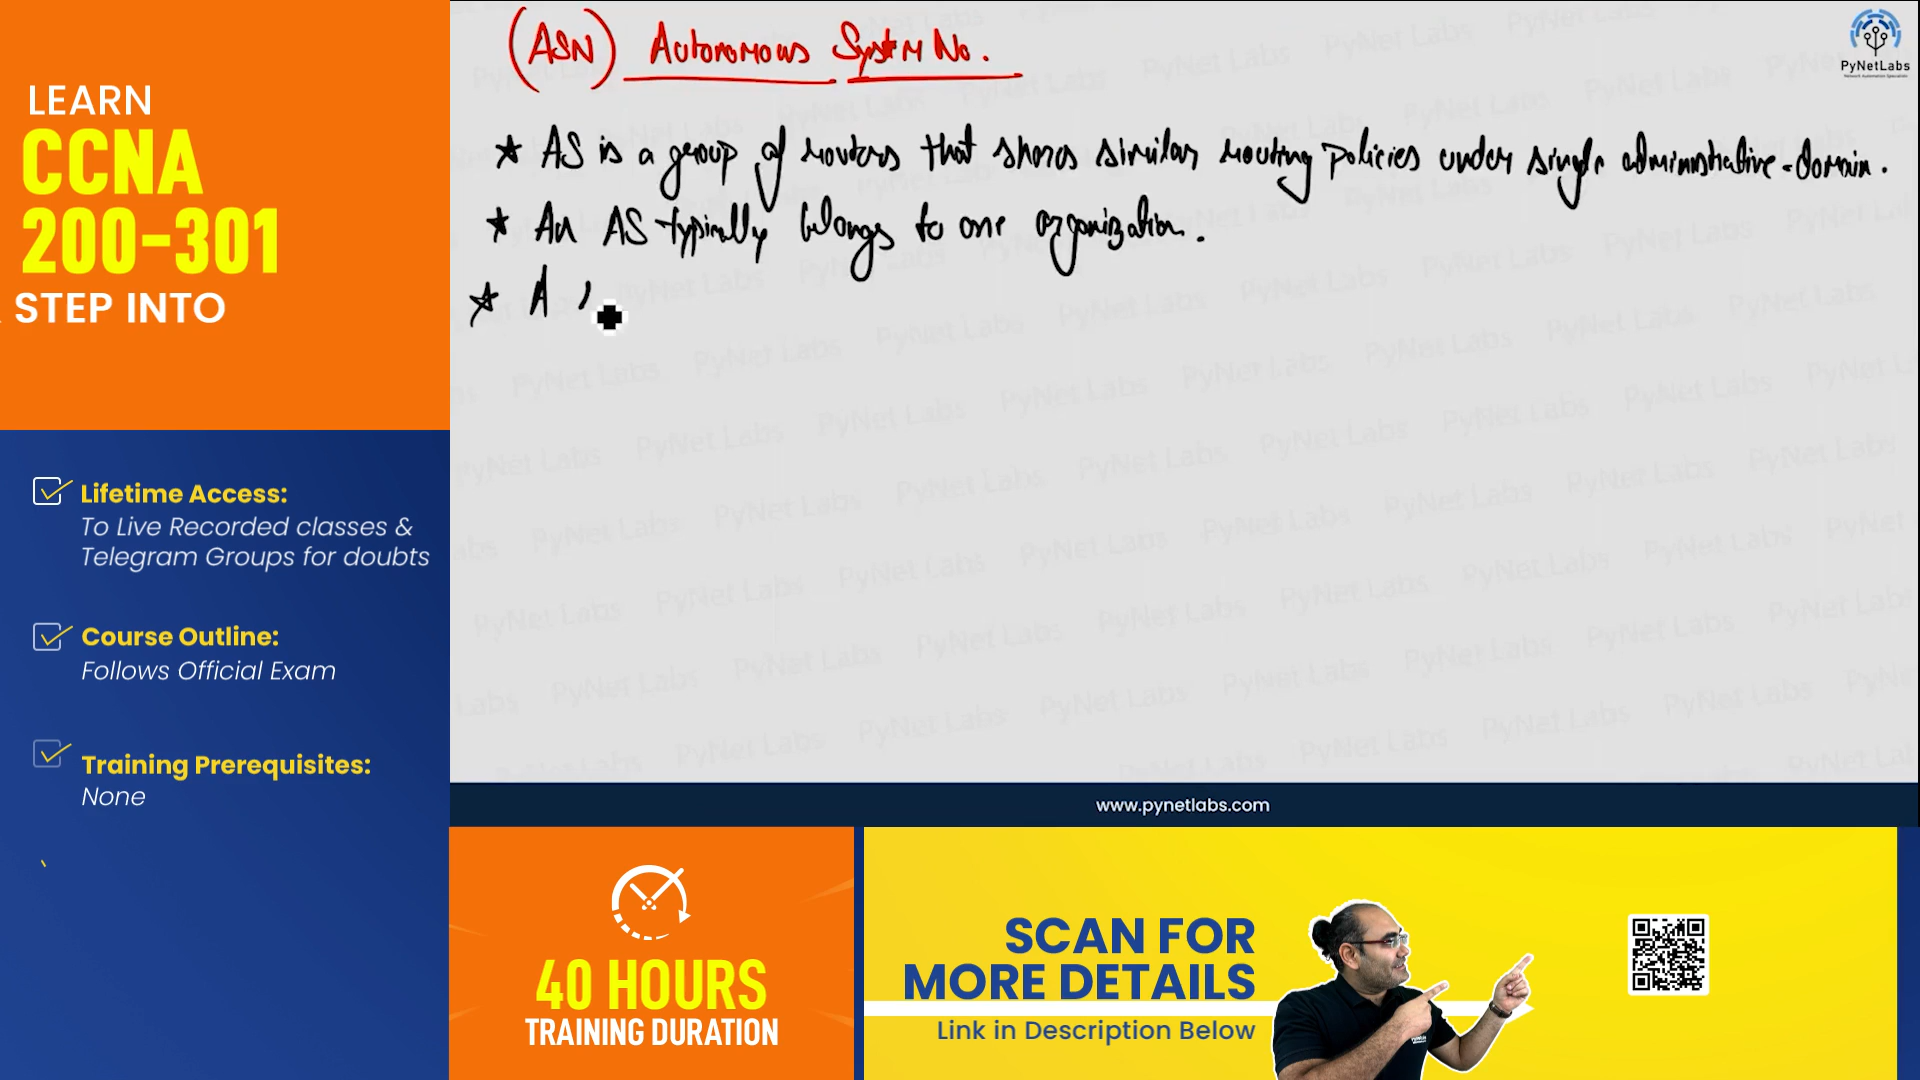 LEARN
CCNA
200-301
STEP INTO
Lifetime Access:
To Live Recorded classes &
Telegram Groups for doubts
Course Outline:
Follows Official Exam
Training Prerequisites:
None
(ASN) Autonomous System No.
★ AS is a group of routers that shares similar routing policies under single administrative-domain.
★ An AS typically belongs to one organization.
★ A
PyNetLabs
www.pynetlabs.com
40 HOURS
TRAINING DURATION
SCAN FOR
MORE DETAILS
Link in Description Below